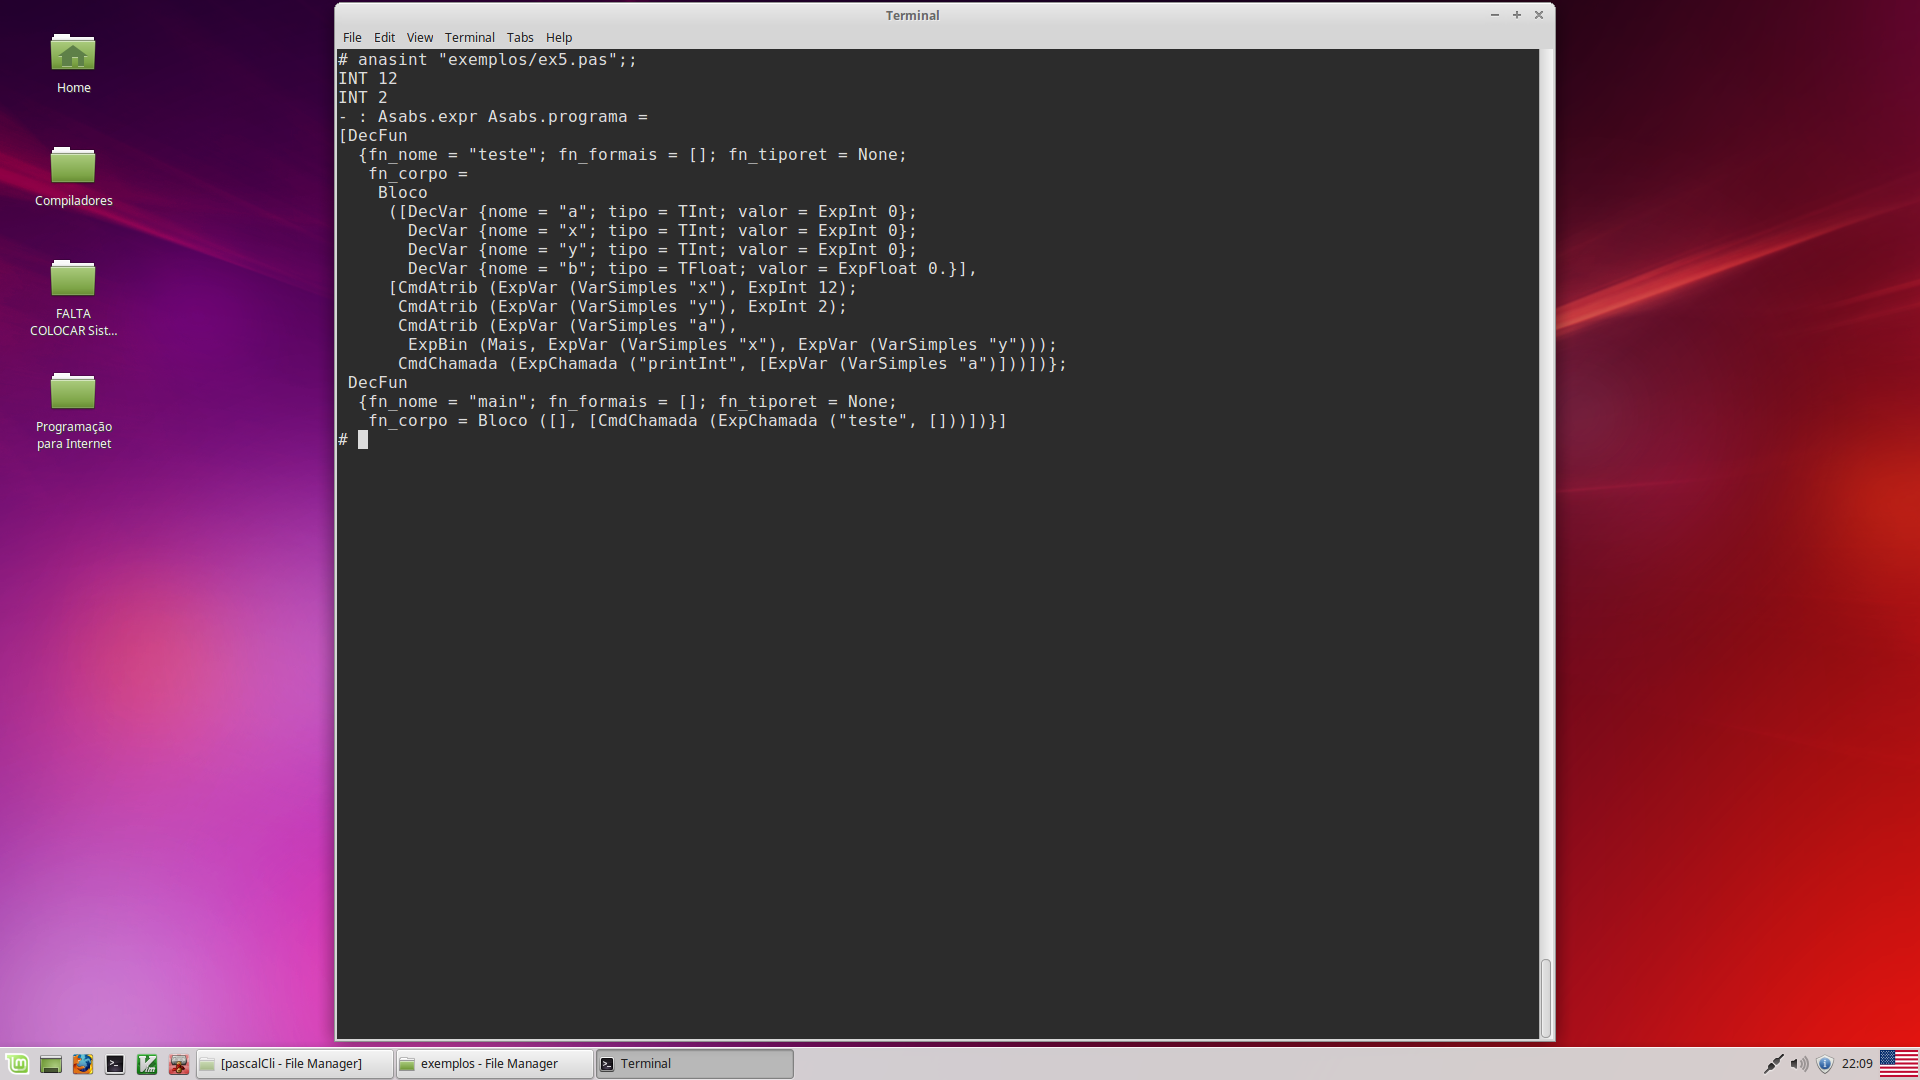 Terminal
File Edit View Terminal Tabs Help
# anasint "exemplos/ex5.pas";;
INT 12
INT 2
- : Asabs.expr Asabs.programa =
[DecFun
  {fn_nome = "teste"; fn_formais = []; fn_tiporet = None;
   fn_corpo =
    Bloco
     ([DecVar {nome = "a"; tipo = TInt; valor = ExpInt 0};
       DecVar {nome = "x"; tipo = TInt; valor = ExpInt 0};
       DecVar {nome = "y"; tipo = TInt; valor = ExpInt 0};
       DecVar {nome = "b"; tipo = TFloat; valor = ExpFloat 0.}],
     [CmdAtrib (ExpVar (VarSimples "x"), ExpInt 12);
      CmdAtrib (ExpVar (VarSimples "y"), ExpInt 2);
      CmdAtrib (ExpVar (VarSimples "a"),
       ExpBin (Mais, ExpVar (VarSimples "x"), ExpVar (VarSimples "y")));
      CmdChamada (ExpChamada ("printInt", [ExpVar (VarSimples "a")]))])};
 DecFun
  {fn_nome = "main"; fn_formais = []; fn_tiporet = None;
   fn_corpo = Bloco ([], [CmdChamada (ExpChamada ("teste", []))])}]
#
Home
Compiladores
FALTA
COLOCAR Sist...
Programação
para Internet
[pascalCli - File Manager]
exemplos - File Manager
Terminal
22:09